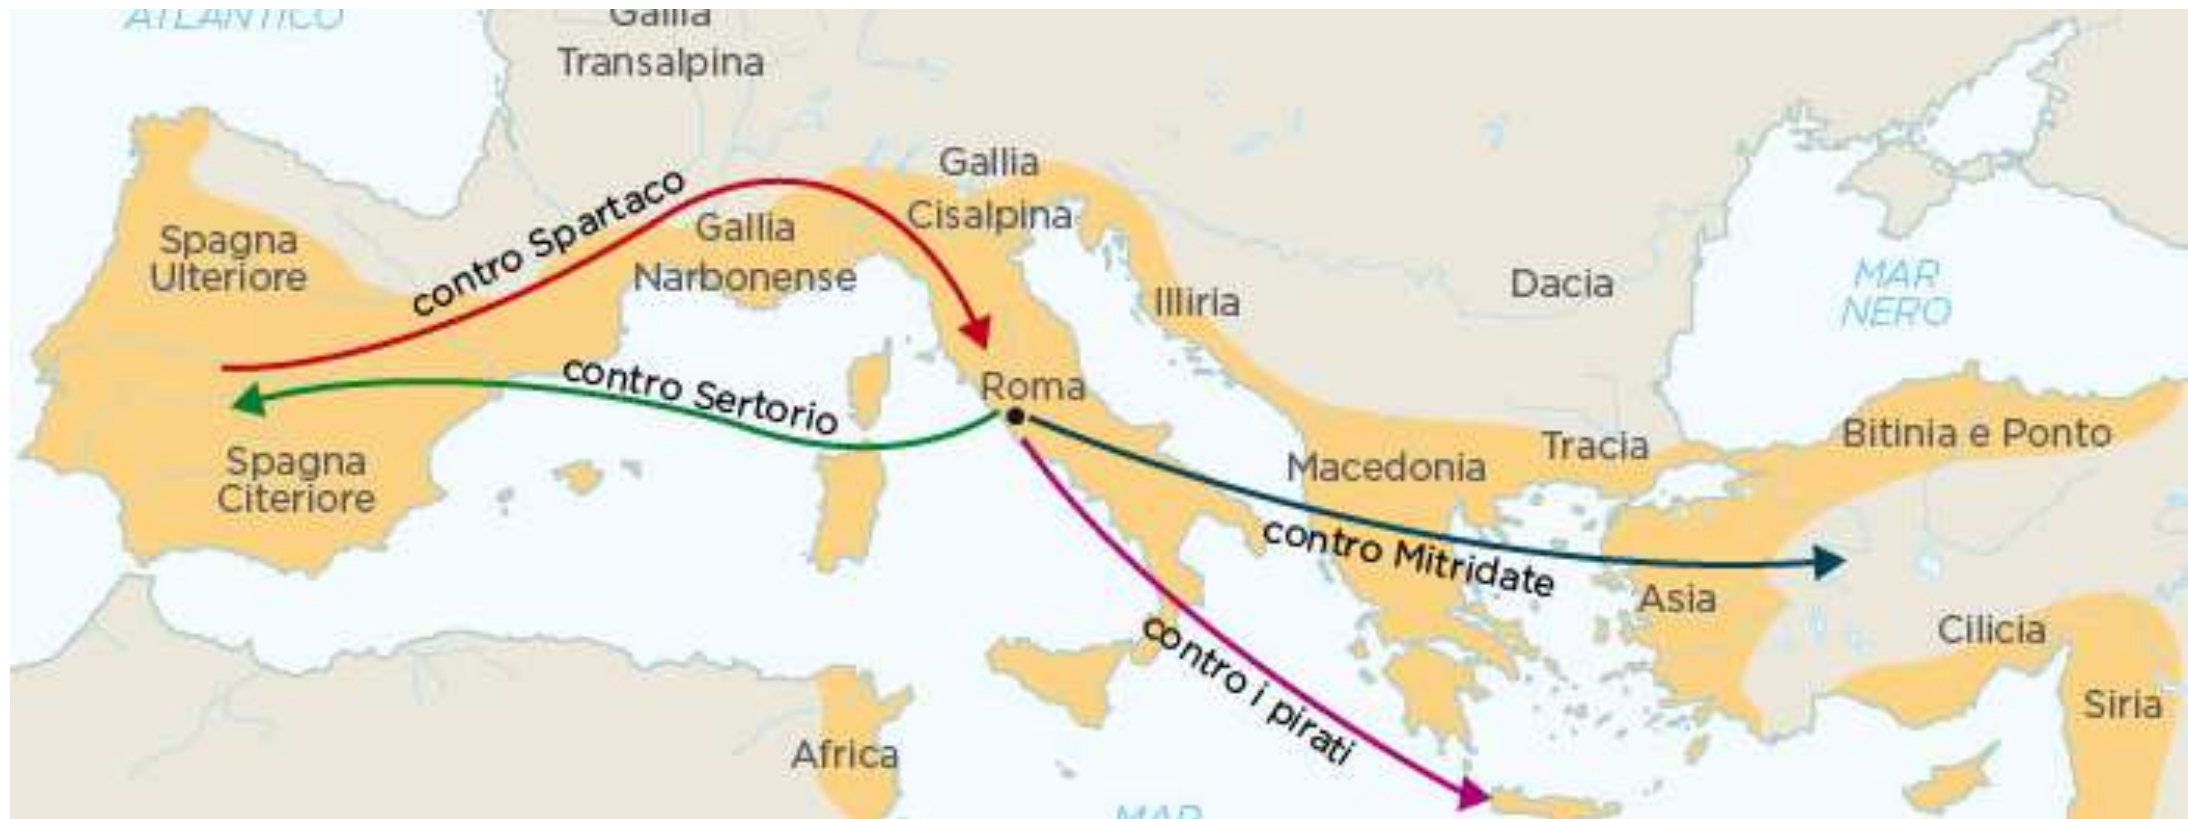 ATLANTICO
Gallia
Transalpina
Gallia
Cisalpina
contro Spartaco
Gallia
Narbonense
Spagna
Ulteriore
Illiria
Dacia
MAR
NERO
contro Sertorio
Roma
Spagna
Citeriore
Macedonia
Tracia
Bitinia e Ponto
contro Mitridate
Asia
Cilicia
contro i pirati
Siria
Africa
MAR